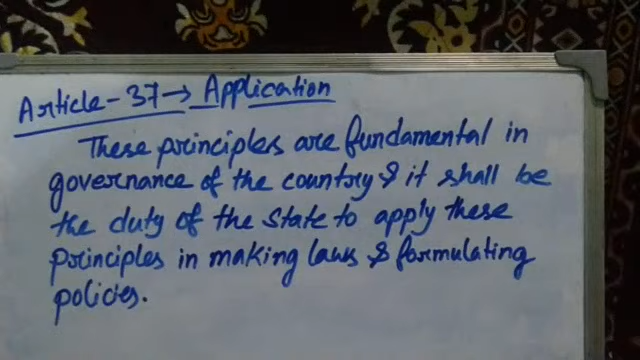 Article-37→ Application
These principles are fundamental in
governance of the country & it shall be
the duty of the State to apply these
principles in making laws & formulating
policies.